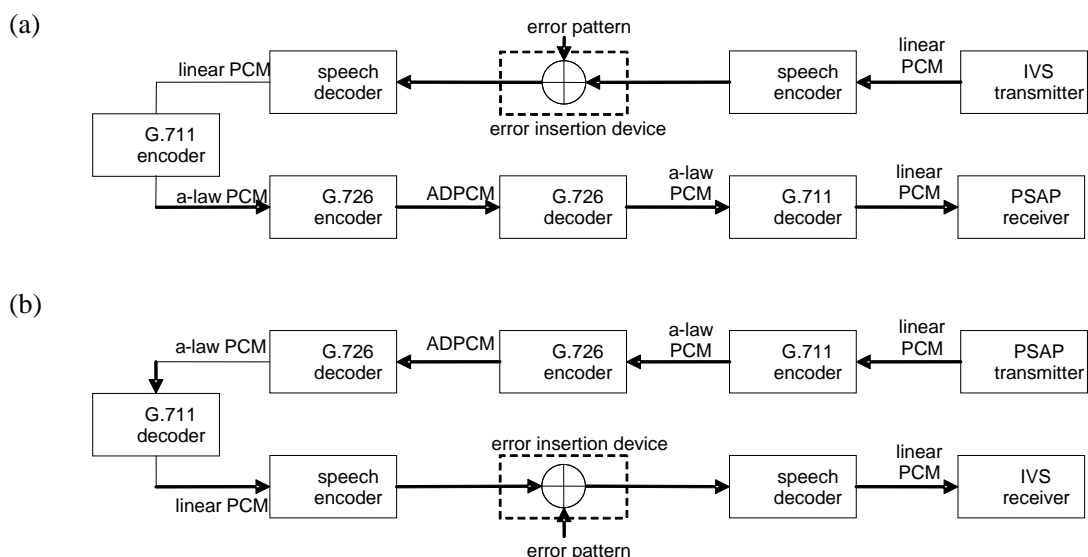 (a)
error pattern
linear PCM
speech
decoder
error insertion device
speech
encoder
linear
PCM
IVS
transmitter
G.711
encoder
a-law PCM
G.726
encoder
ADPCM
G.726
decoder
a-law
PCM
G.711
decoder
linear
PCM
PSAP
receiver
(b)
a-law PCM
G.726
decoder
ADPCM
G.726
encoder
a-law
PCM
G.711
encoder
linear
PCM
PSAP
transmitter
G.711
decoder
linear PCM
speech
encoder
error insertion device
error pattern
speech
decoder
linear
PCM
IVS
receiver